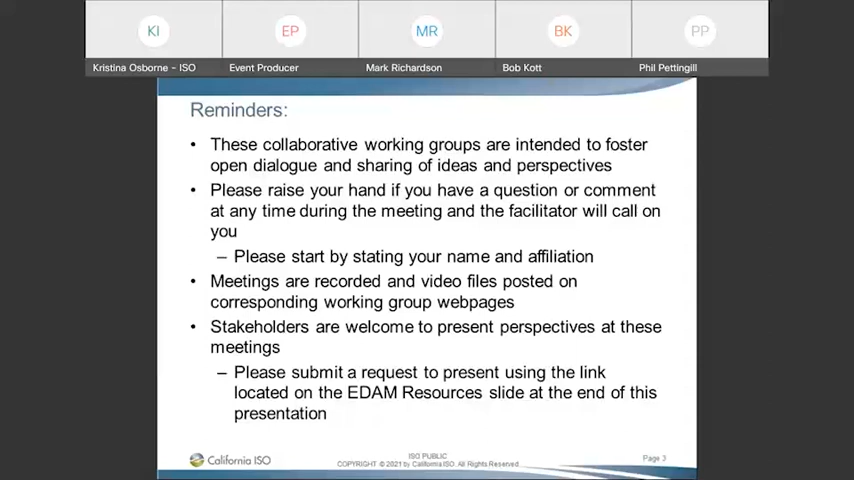 KI
EP
MR
BK
PP
Kristina Osborne – ISO
Event Producer
Mark Richardson
Bob Kott
Phil Pettingill
Reminders:
• These collaborative working groups are intended to foster
open dialogue and sharing of ideas and perspectives
• Please raise your hand if you have a question or comment
at any time during the meeting and the facilitator will call on
you
– Please start by stating your name and affiliation
• Meetings are recorded and video files posted on
corresponding working group webpages
• Stakeholders are welcome to present perspectives at these
meetings
– Please submit a request to present using the link
located on the EDAM Resources slide at the end of this
presentation
California ISO
ISO PUBLIC
COPYRIGHT © 2021 by California ISO. All Rights Reserved
Page 3